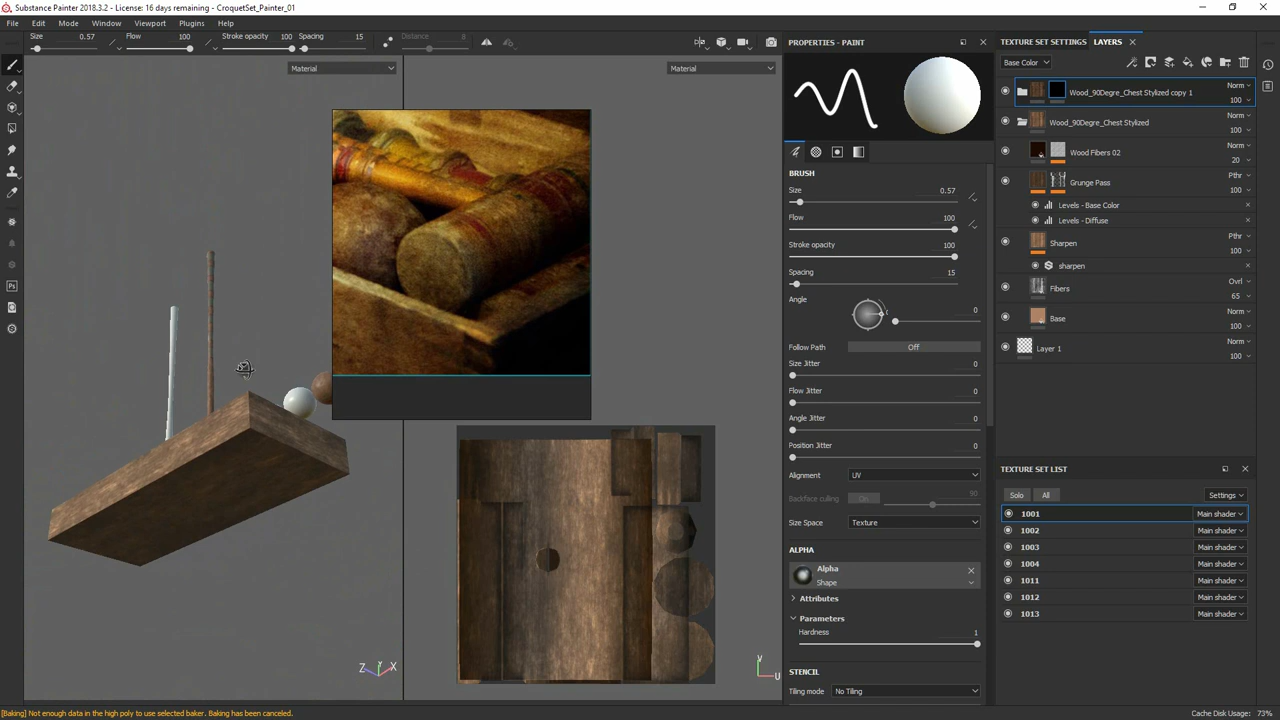 Substance Painter 2018.3.2 - License: 16 days remaining - CroquetSet_Painter_01
File Edit Mode Window Viewport Plugins Help
Size 0.57 Flow 100 Stroke opacity 100 Spacing 15 Distance 8
Material
Material
Z Y X
V
U
PROPERTIES - PAINT
BRUSH
Size 0.57
Flow 100
Stroke opacity 100
Spacing 15
Angle 0
Follow Path Off
Size Jitter 0
Flow Jitter 0
Angle Jitter 0
Position Jitter 0
Alignment UV
Backface culling On 90
Size Space Texture
ALPHA
Alpha
Shape
Attributes
Parameters
Hardness 1
STENCIL
Tiling mode No Tiling
TEXTURE SET SETTINGS LAYERS
Base Color
Wood_90Degre_Chest Stylized copy 1 Norm 100
Wood_90Degre_Chest Stylized Norm 100
Wood Fibers 02 Norm 20
Grunge Pass Pthr 100
Levels - Base Color
Levels - Diffuse
Sharpen Pthr 100
sharpen
Fibers Ovrl 65
Base Norm 100
Layer 1 Norm 100
TEXTURE SET LIST
Solo All Settings
1001 Main shader
1002 Main shader
1003 Main shader
1004 Main shader
1011 Main shader
1012 Main shader
1013 Main shader
[Baking] Not enough data in the high poly to use selected baker. Baking has been canceled.
Cache Disk Usage: 73%